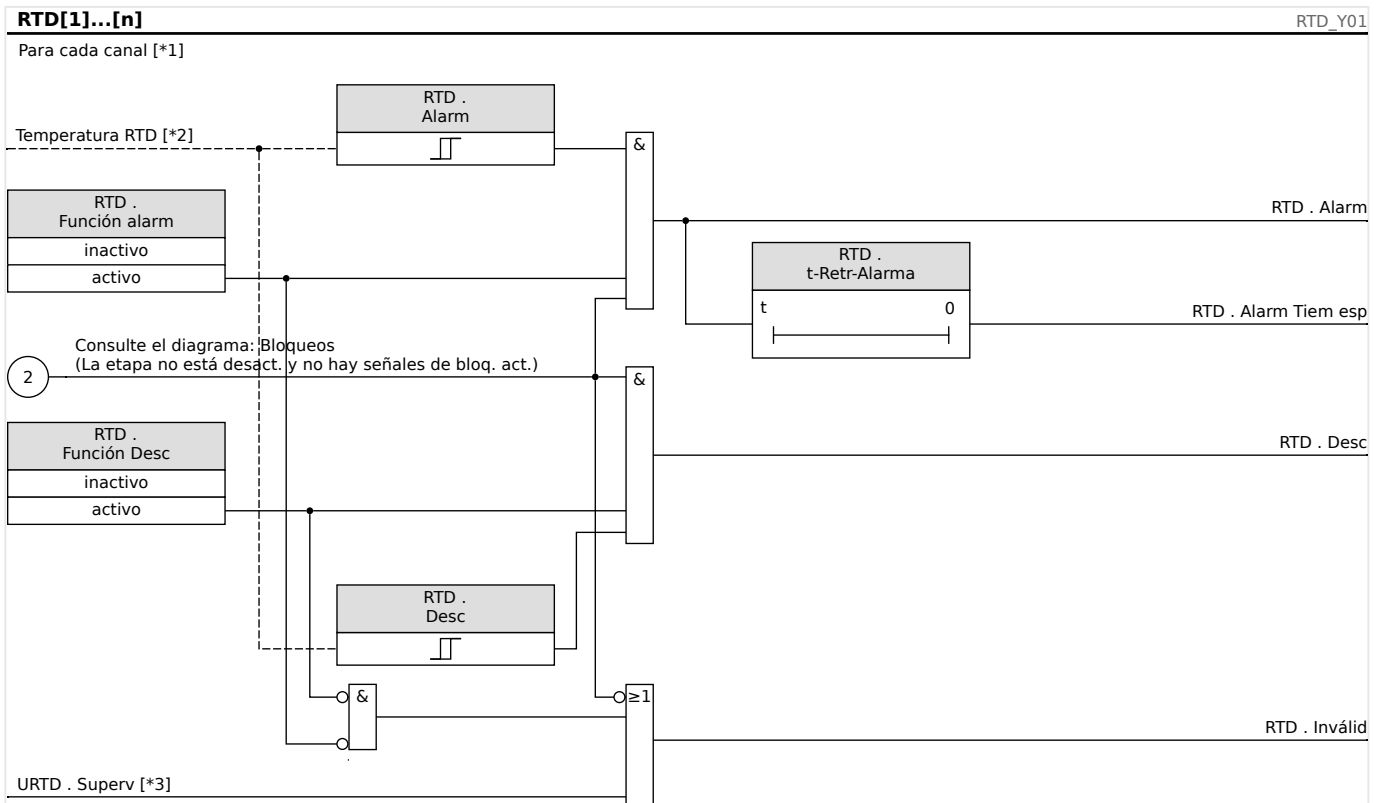 RTD[1]...[n]
RTD_Y01
Para cada canal [*1]
RTD .
Alarm
Temperatura RTD [*2]
&
RTD .
Función alarm
inactivo
activo
RTD . Alarm
RTD .
t-Retr-Alarma
t 0
RTD . Alarm Tiem esp
Consulte el diagrama: Bloqueos
(La etapa no está desact. y no hay señales de bloq. act.)
2
&
RTD .
Función Desc
inactivo
activo
RTD . Desc
RTD .
Desc
&
≥1
RTD . Inválid
URTD . Superv [*3]